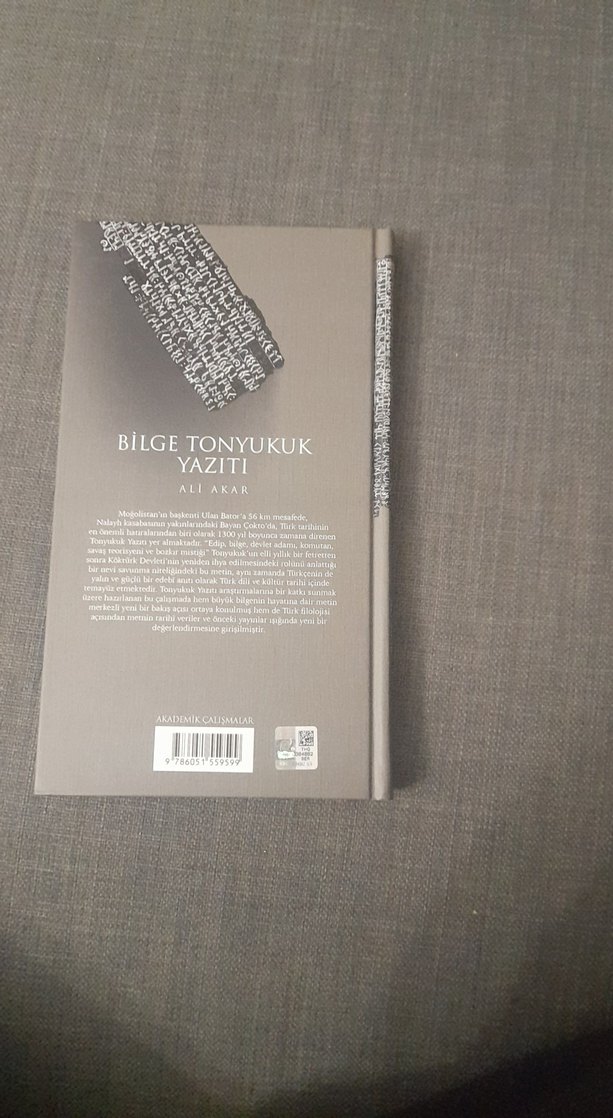 BİLGE TONYUKUK
YAZITI
ALİ AKAR
Moğolistan'ın başkenti Ulan Bator'a 56 km mesafede,
Nalayh kasabasının yakınlarındaki Bayan Çokto'da, Türk tarihinin
en önemli hatıralarından biri olarak 1300 yıl boyunca zamana direnen
Tonyukuk Yazıtı yer almaktadır. "Edip, bilge, devlet adamı, komutan,
savaş teorisyeni ve bozkır mistiği" Tonyukuk'un elli yıllık bir fetretten
sonra Köktürk Devleti'nin yeniden ihya edilmesindeki rolünü anlattığı
bir nevi savunma niteliğindeki bu metin, aynı zamanda Türkçenin de
yalın ve güçlü bir edebî anıtı olarak Türk dili ve kültür tarihi içinde
temayüz etmektedir. Tonyukuk Yazıtı araştırmalarına bir katkı sunmak
üzere hazırlanan bu çalışmada hem büyük bilgenin hayatına dair metin
merkezli yeni bir bakış açısı ortaya konulmuş hem de Türk filolojisi
açısından metnin tarihî veriler ve önceki yayınlar ışığında yeni bir
değerlendirmesine girişilmiştir.
AKADEMİK ÇALIŞMALAR
9 786051 559599